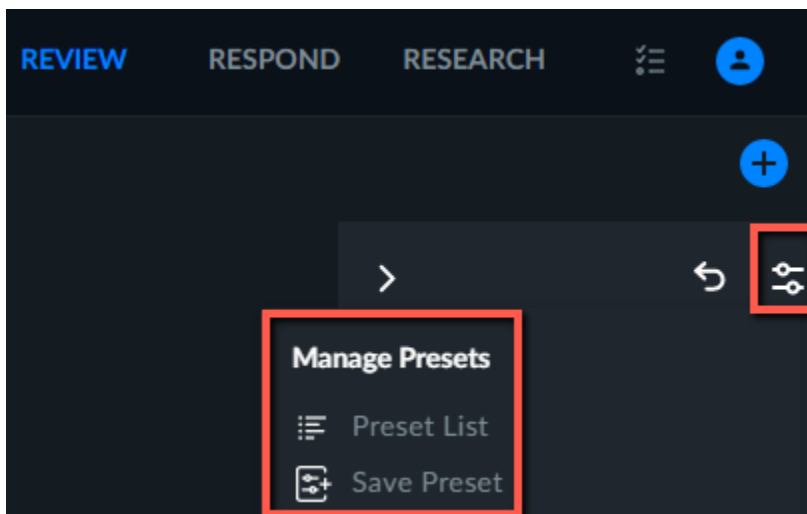 REVIEW RESPOND RESEARCH
Manage Presets
Preset List
Save Preset